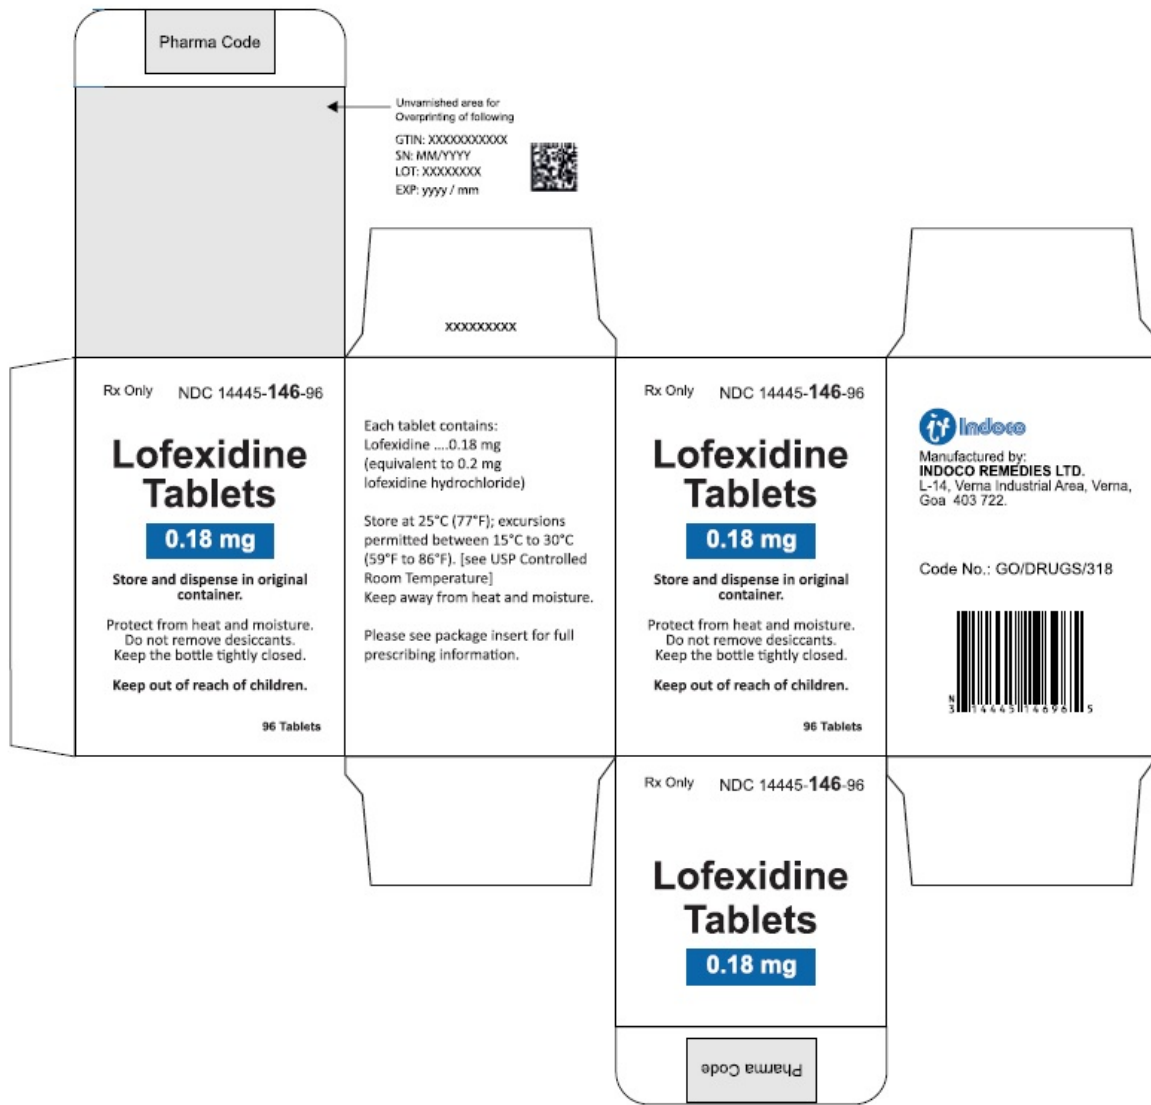 Pharma Code
Unvarnished area for
Overprinting of following
GTIN: XXXXXXXXXXX
SN: MM/YYYY
LOT: XXXXXXXX
EXP: yyyy / mm
XXXXXXXXX
Rx Only NDC 14445-146-96
Lofexidine
Tablets
0.18 mg
Store and dispense in original
container.
Protect from heat and moisture.
Do not remove desiccants.
Keep the bottle tightly closed.
Keep out of reach of children.
96 Tablets
Each tablet contains:
Lofexidine ....0.18 mg
(equivalent to 0.2 mg
lofexidine hydrochloride)
Store at 25°C (77°F); excursions
permitted between 15°C to 30°C
(59°F to 86°F). [see USP Controlled
Room Temperature]
Keep away from heat and moisture.
Please see package insert for full
prescribing information.
Rx Only NDC 14445-146-96
Lofexidine
Tablets
0.18 mg
Store and dispense in original
container.
Protect from heat and moisture.
Do not remove desiccants.
Keep the bottle tightly closed.
Keep out of reach of children.
96 Tablets
Indoco
Manufactured by:
INDOCO REMEDIES LTD.
L-14, Verna Industrial Area, Verna,
Goa 403 722.
Code No.: GO/DRUGS/318
N
3 14445 14696 5
Rx Only NDC 14445-146-96
Lofexidine
Tablets
0.18 mg
Pharma Code